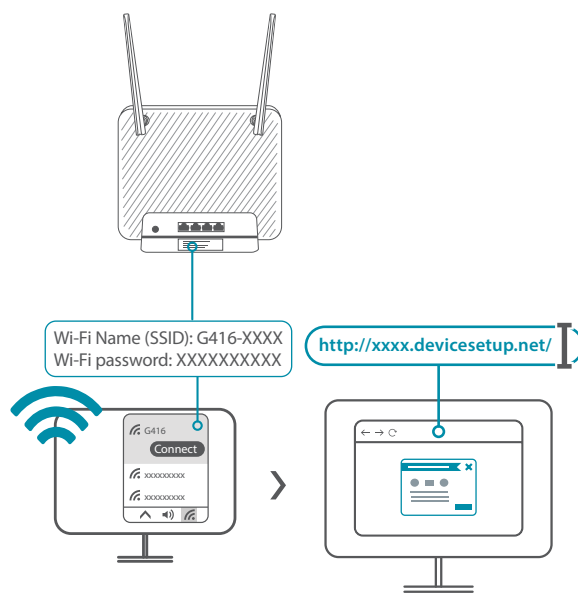 Wi-Fi Name (SSID): G416-XXXX
Wi-Fi password: XXXXXXXXXX
http://xxxx.devicesetup.net/
G416
Connect
xxxxxxxxx
xxxxxxxxx